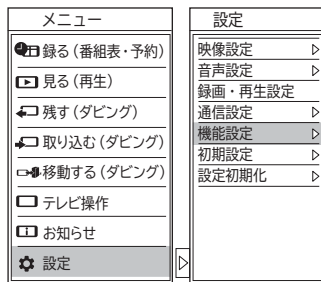 メニュー
録る(番組表・予約)
見る(再生)
残す(ダビング)
取り込む(ダビング)
移動する(ダビング)
テレビ操作
お知らせ
設定
設定
映像設定
音声設定
録画・再生設定
通信設定
機能設定
初期設定
設定初期化